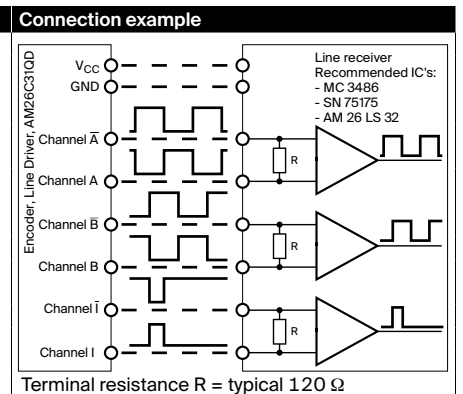 Connection example
Encoder, Line Driver, AM26C31QD
VCC
GND
Channel A̅
Channel A
Channel B̅
Channel B
Channel I̅
Channel I
Line receiver
Recommended IC's:
- MC 3486
- SN 75175
- AM 26 LS 32
R
R
R
Terminal resistance R = typical 120 Ω